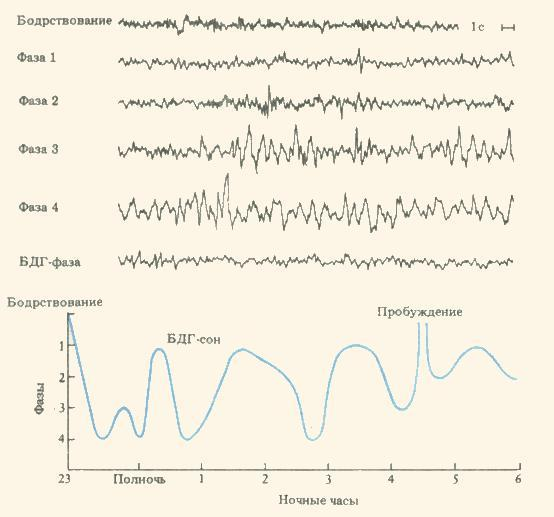 Бодрствование
1с
Фаза 1
Фаза 2
Фаза 3
Фаза 4
БДГ-фаза
Бодрствование
Пробуждение
БДГ-сон
Фазы
1
2
3
4
23 Полночь 1 2 3 4 5 6
Ночные часы